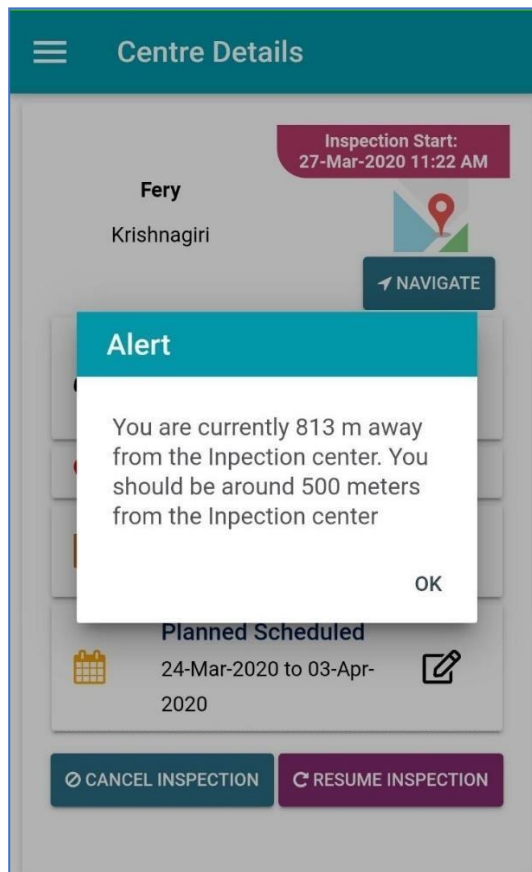 Centre Details
Inspection Start:
27-Mar-2020 11:22 AM
Fery
Krishnagiri
NAVIGATE
Alert
You are currently 813 m away
from the Inpection center. You
should be around 500 meters
from the Inpection center
OK
Planned Scheduled
24-Mar-2020 to 03-Apr-
2020
CANCEL INSPECTION
RESUME INSPECTION